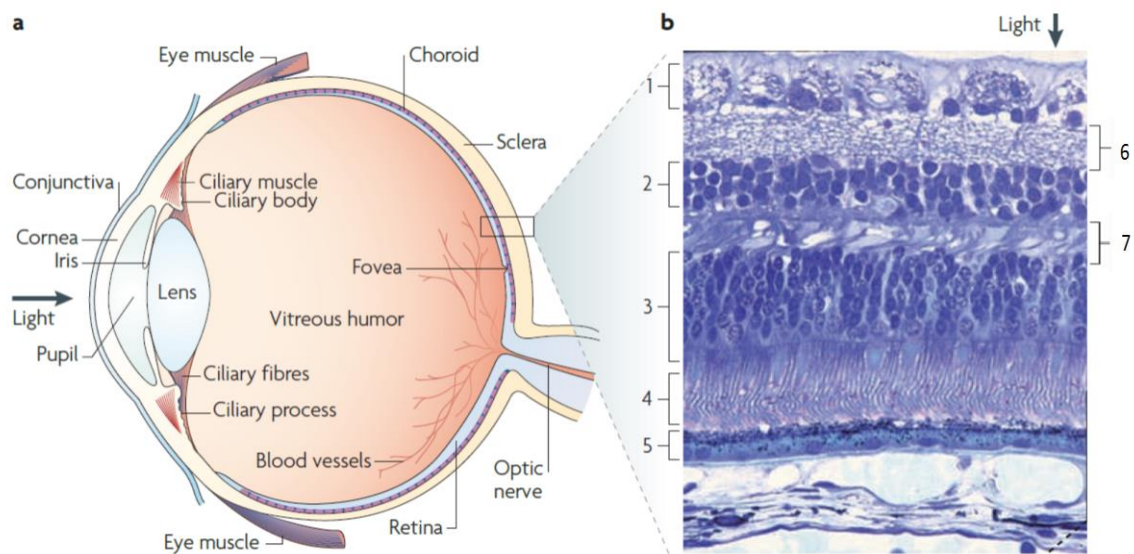 a
Eye muscle
Choroid
Sclera
Conjunctiva
Ciliary muscle
Ciliary body
Cornea
Iris
Fovea
Lens
Light
Vitreous humor
Pupil
Ciliary fibres
Ciliary process
Blood vessels
Optic
nerve
Retina
Eye muscle
b
Light
1
6
2
7
3
4
5